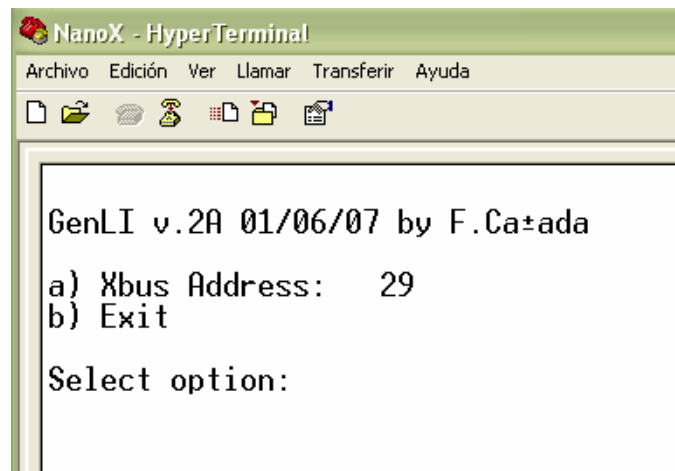 NanoX - HyperTerminal
Archivo Edición Ver Llamar Transferir Ayuda
GenLI v.2A 01/06/07 by F.Ca±ada
a) Xbus Address: 29
b) Exit
Select option: